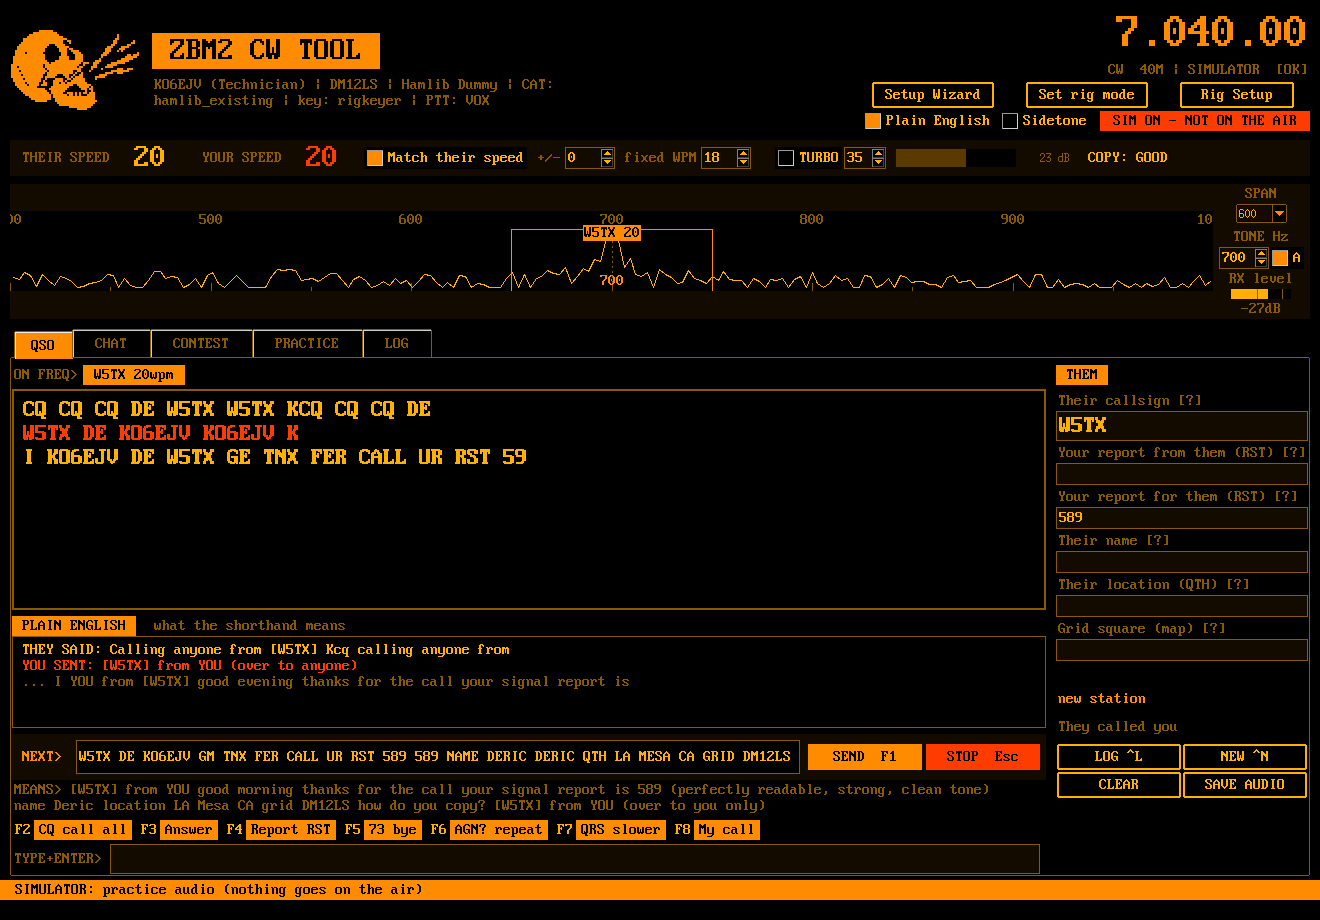 ZBM2 CW TOOL
7.040.00
CW 40M | SIMULATOR [OK]
KO6EJV (Technician) | DM12LS | Hamlib Dummy | CAT:
hamlib_existing | key: rigkeyer | PTT: VOX
Setup Wizard Set rig mode Rig Setup
Plain English Sidetone SIM ON - NOT ON THE AIR
THEIR SPEED 20 YOUR SPEED 20 Match their speed +/- 0 fixed WPM 18 TURBO 35 23 dB COPY: GOOD
SPAN
600
00 500 600 700 800 900 10
W5TX 20
TONE Hz
700 A
700
RX level
-27dB
QSO CHAT CONTEST PRACTICE LOG
ON FREQ> W5TX 20wpm
CQ CQ CQ DE W5TX W5TX KCQ CQ CQ DE
W5TX DE KO6EJV KO6EJV K
I KO6EJV DE W5TX GE TNX FER CALL UR RST 59
THEM
Their callsign [?]
W5TX
Your report from them (RST) [?]
Your report for them (RST) [?]
589
Their name [?]
Their location (QTH) [?]
Grid square (map) [?]
new station
They called you
LOG ^L NEW ^N
CLEAR SAVE AUDIO
PLAIN ENGLISH what the shorthand means
THEY SAID: Calling anyone from [W5TX] Kcq calling anyone from
YOU SENT: [W5TX] from YOU (over to anyone)
... I YOU from [W5TX] good evening thanks for the call your signal report is
NEXT> W5TX DE KO6EJV GM TNX FER CALL UR RST 589 589 NAME DERIC DERIC QTH LA MESA CA GRID DM12LS SEND F1 STOP Esc
MEANS> [W5TX] from YOU good morning thanks for the call your signal report is 589 (perfectly readable, strong, clean tone)
name Deric location LA Mesa CA grid DM12LS how do you copy? [W5TX] from YOU (over to you only)
F2 CQ call all F3 Answer F4 Report RST F5 73 bye F6 AGN? repeat F7 QRS slower F8 My call
TYPE+ENTER>
SIMULATOR: practice audio (nothing goes on the air)